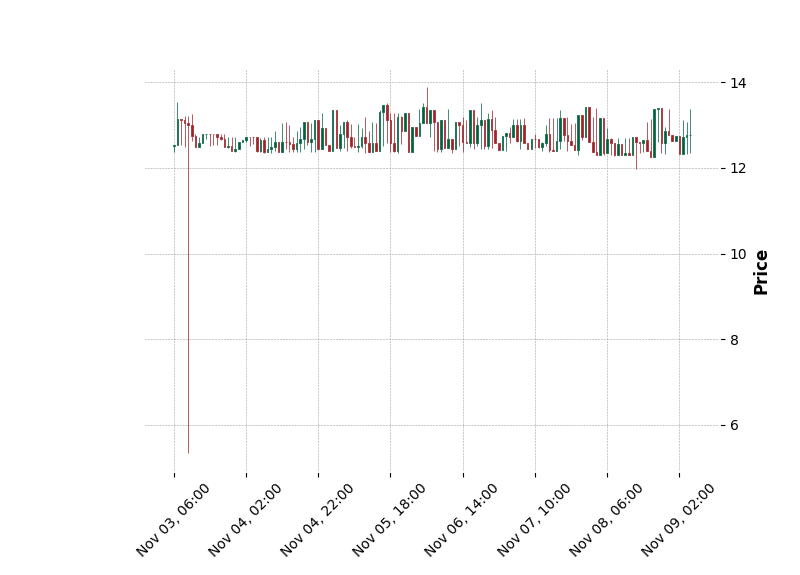 14
12
10
8
6
Price
Nov 03, 06:00
Nov 04, 02:00
Nov 04, 22:00
Nov 05, 18:00
Nov 06, 14:00
Nov 07, 10:00
Nov 08, 06:00
Nov 09, 02:00